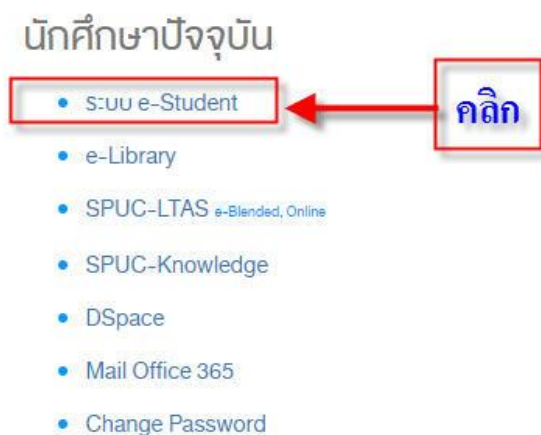 นักศึกษาปัจจุบัน
ระบบ e-Student
คลิก
e-Library
SPUC-LTAS e-Blended, Online
SPUC-Knowledge
DSpace
Mail Office 365
Change Password